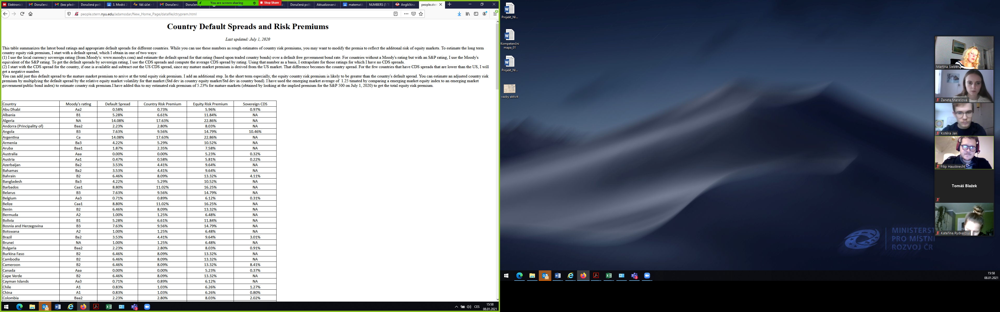 Elektronick
Doručená
(bez předm
Doručená pošt
3. Modrá 2
Váš účet -
Doručená
Doručen
You are screen sharing
Stop Share
Doručená pošt
Aktualizovaná
matemati
NUMBERS (1 T
Angličtina
people.stern
people.stern.nyu.edu/adamodar/New_Home_Page/datafile/ctryprem.html
Country Default Spreads and Risk Premiums
Last updated: July 1, 2020
This table summarizes the latest bond ratings and appropriate default spreads for different countries. While you can use these numbers as rough estimates of country risk premiums, you may want to modify the premia to reflect the additonal risk of equity markets. To estimate the long term
country equity risk premium, I start with a default spread, which I obtain in one of two ways:
(1) I use the local currency sovereign rating (from Moody's: www.moodys.com) and estimate the default spread for that rating (based upon traded country bonds) over a default free government bond rate. For countries without a Moody's rating but with an S&P rating, I use the Moody's
equivalent of the S&P rating. To get the default spreads by sovereign rating, I use the CDS spreads and compute the average CDS spread by rating. Using that number as a basis, I extrapolate for those ratings for which I have no CDS spreads.
(2) I start with the CDS spread for the country, if one is available and subtract out the US CDS spread, since my mature market premium is derived from the US market. That difference becomes the country spread. For the few countries that have CDS spreads that are lower than the US, I will
get a negative number.
You can add just this default spread to the mature market premium to arrive at the total equity risk premium. I add an additional step. In the short term especially, the equity country risk premium is likely to be greater than the country's default spread. You can estimate an adjusted country risk
premium by multiplying the default spread by the relative equity market volatility for that market (Std dev in country equity market/Std dev in country bond). I have used the emerging market average of 1.25 timated by comparing a emerging market equity index to an emerging market
government/public bond index) to estimate country risk premium.I have added this to my estimated risk premium of 5.23% for mature markets (obtained by looking at the implied premium for the S&P 500 on July 1, 2020) to get the total equity risk premium.
Country Moody's rating Default Spread Country Risk Premium Equity Risk Premium Sovereign CDS
Abu Dhabi Aa2 0.58% 0.73% 5.96% 0.97%
Albania B1 5.28% 6.61% 11.84% NA
Algeria NA 14.08% 17.63% 22.86% NA
Andorra (Principality of) Baa2 2.23% 2.80% 8.03% NA
Angola B3 7.63% 9.56% 14.79% 10.46%
Argentina Ca 14.08% 17.63% 22.86% NA
Armenia Ba3 4.22% 5.29% 10.52% NA
Aruba Baa1 1.87% 2.35% 7.58% NA
Australia Aaa 0.00% 0.00% 5.23% 0.32%
Austria Aa1 0.47% 0.58% 5.81% 0.22%
Azerbaijan Ba2 3.53% 4.41% 9.64% NA
Bahamas Ba2 3.53% 4.41% 9.64% NA
Bahrain B2 6.46% 8.09% 13.32% 4.11%
Bangladesh Ba3 4.22% 5.29% 10.52% NA
Barbados Caa1 8.80% 11.02% 16.25% NA
Belarus B3 7.63% 9.56% 14.79% NA
Belgium Aa3 0.71% 0.89% 6.12% 0.31%
Belize Caa1 8.80% 11.02% 16.25% NA
Benin B2 6.46% 8.09% 13.32% NA
Bermuda A2 1.00% 1.25% 6.48% NA
Bolivia B1 5.28% 6.61% 11.84% NA
Bosnia and Herzegovina B3 7.63% 9.56% 14.79% NA
Botswana A2 1.00% 1.25% 6.48% NA
Brazil Ba2 3.53% 4.41% 9.64% 3.01%
Brunei NA 1.00% 1.25% 6.48% NA
Bulgaria Baa2 2.23% 2.80% 8.03% 0.91%
Burkina Faso B2 6.46% 8.09% 13.32% NA
Cambodia B2 6.46% 8.09% 13.32% NA
Cameroon B2 6.46% 8.09% 13.32% 8.41%
Canada Aaa 0.00% 0.00% 5.23% 0.37%
Cape Verde B2 6.46% 8.09% 13.32% NA
Cayman Islands Aa3 0.71% 0.89% 6.12% NA
Chile A1 0.83% 1.03% 6.26% 1.27%
China A1 0.83% 1.03% 6.26% 0.80%
Colombia Baa2 2.23% 2.80% 8.03% 2.02%
CES
15:58
08.01.2021
Projekt_NI...
Kompetenční
mapa_01
Projekt_NI...
vazby aktivit
Martina Sieber
Žaneta Marešová
Kotěra Jan
Filip Hausknecht
Tomáš Blažek
Kateřina Rydvalová
MINISTERST
PRO MÍSTNÍ
ROZVOJ ČR
15:58
08.01.2021